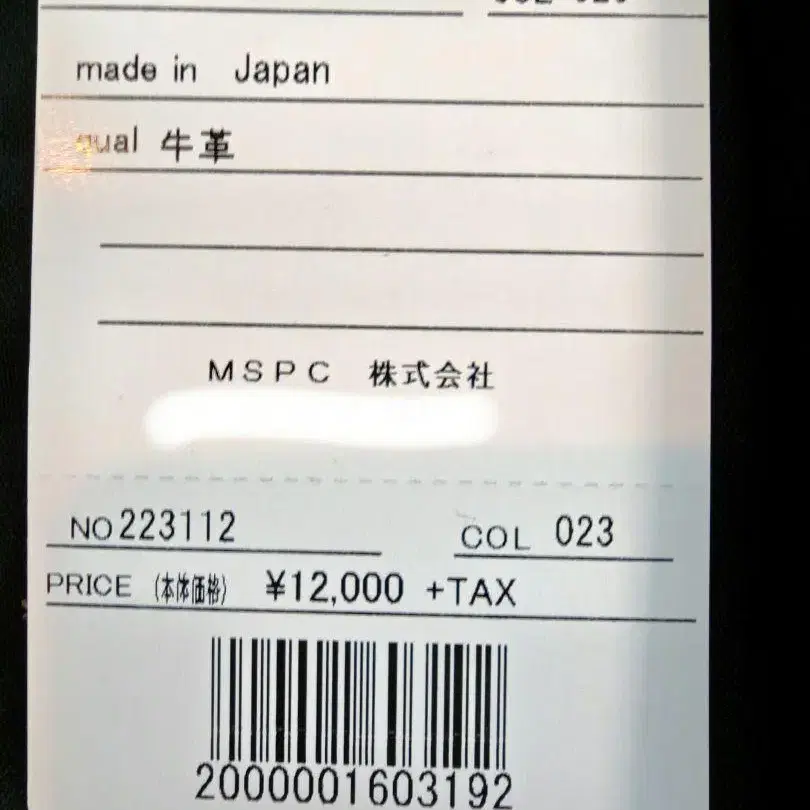 made in Japan
qual 牛革
MSPC 株式会社
NO 223112 COL 023
PRICE (本体価格) ¥12,000 +TAX
2000001603192